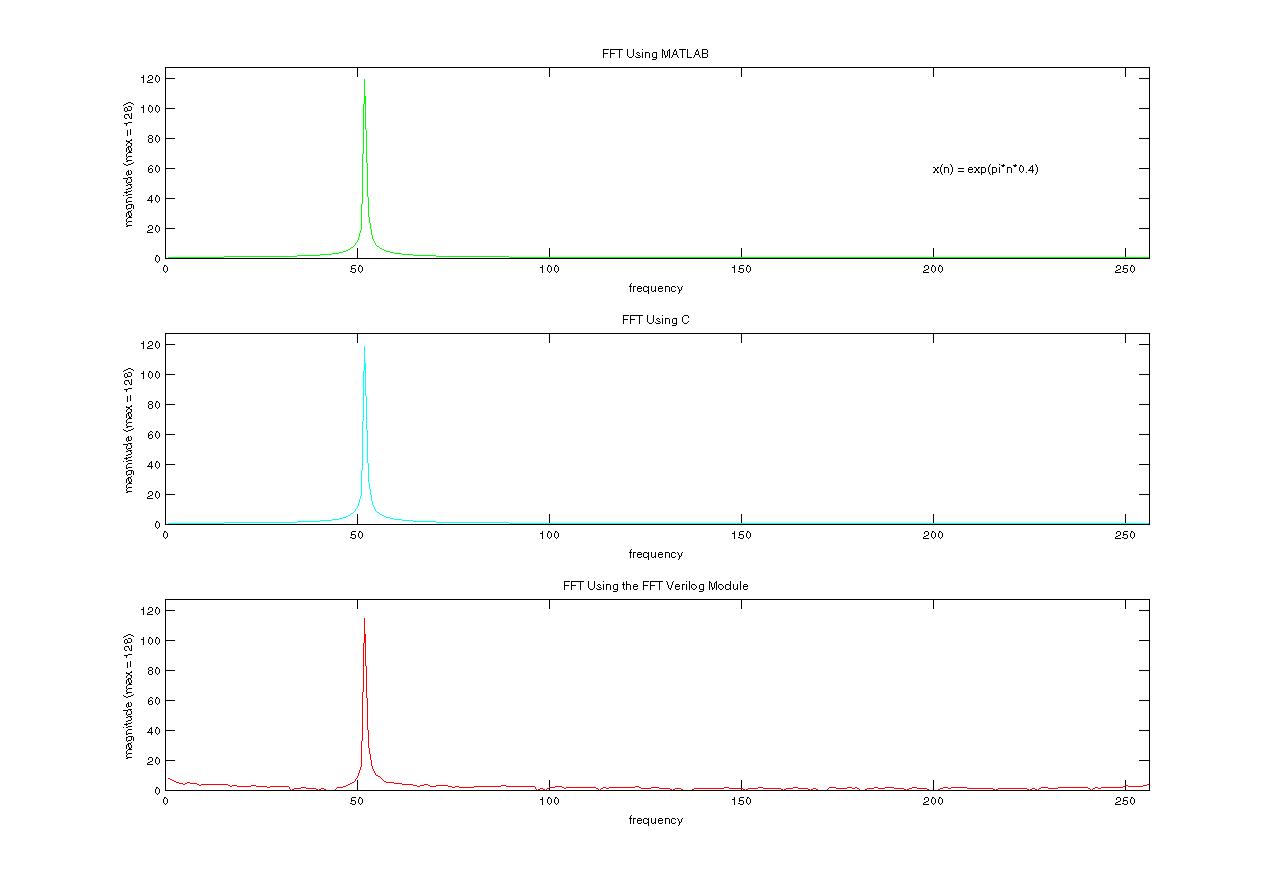 FFT Using MATLAB
magnitude (max = 128)
120
100
80
60
40
20
0
x(n) = exp(pi*n*0.4)
0 50 100 150 200 250
frequency
FFT Using C
magnitude (max = 128)
120
100
80
60
40
20
0
0 50 100 150 200 250
frequency
FFT Using the FFT Verilog Module
magnitude (max = 128)
120
100
80
60
40
20
0
0 50 100 150 200 250
frequency